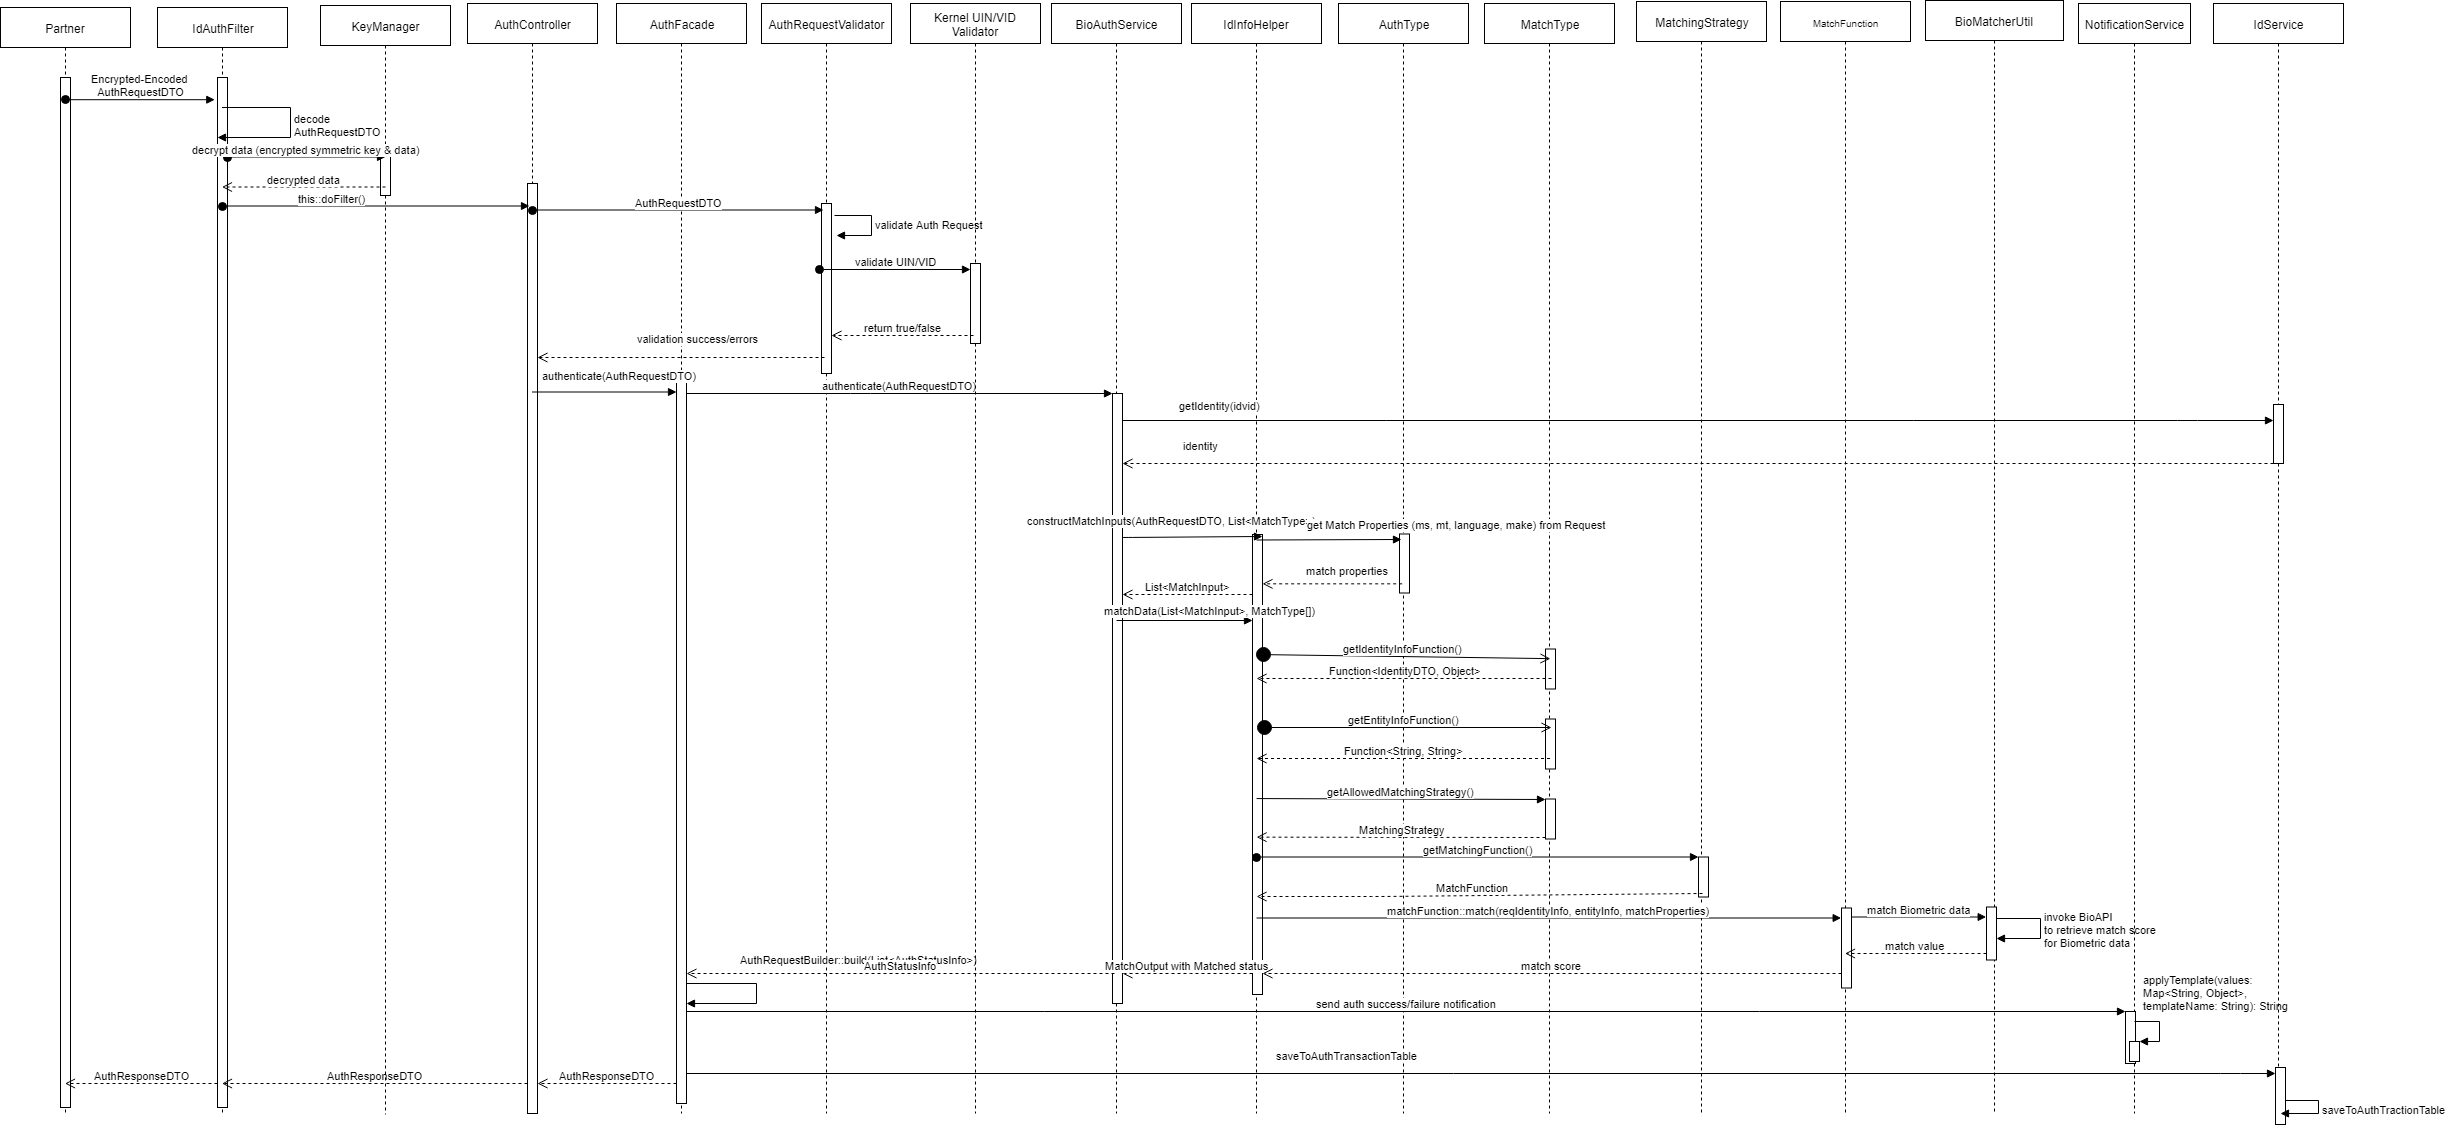 Partner
IdAuthFilter
KeyManager
AuthController
AuthFacade
AuthRequestValidator
Kernel UIN/VID
Validator
BioAuthService
IdInfoHelper
AuthType
MatchType
MatchingStrategy
MatchFunction
BioMatcherUtil
NotificationService
IdService
Encrypted-Encoded
AuthRequestDTO
decode
AuthRequestDTO
decrypt data (encrypted symmetric key & data)
decrypted data
this::doFilter()
AuthRequestDTO
validate Auth Request
validate UIN/VID
return true/false
validation success/errors
authenticate(AuthRequestDTO)
authenticate(AuthRequestDTO)
getIdentity(idvid)
identity
constructMatchInputs(AuthRequestDTO, List<MatchType>
get Match Properties (ms, mt, language, make) from Request
match properties
List<MatchInput>
matchData(List<MatchInput>, MatchType[])
getIdentityInfoFunction()
Function<IdentityDTO, Object>
getEntityInfoFunction()
Function<String, String>
getAllowedMatchingStrategy()
MatchingStrategy
getMatchingFunction()
MatchFunction
matchFunction::match(reqIdentityInfo, entityInfo, matchProperties)
match Biometric data
invoke BioAPI
to retrieve match score
for Biometric data
match value
AuthRequestBuilder::build(List<AuthStatusInfo>)
AuthStatusInfo
MatchOutput with Matched status
match score
applyTemplate(values:
Map<String, Object>,
templateName: String): String
send auth success/failure notification
saveToAuthTransactionTable
AuthResponseDTO
AuthResponseDTO
AuthResponseDTO
saveToAuthTractionTable